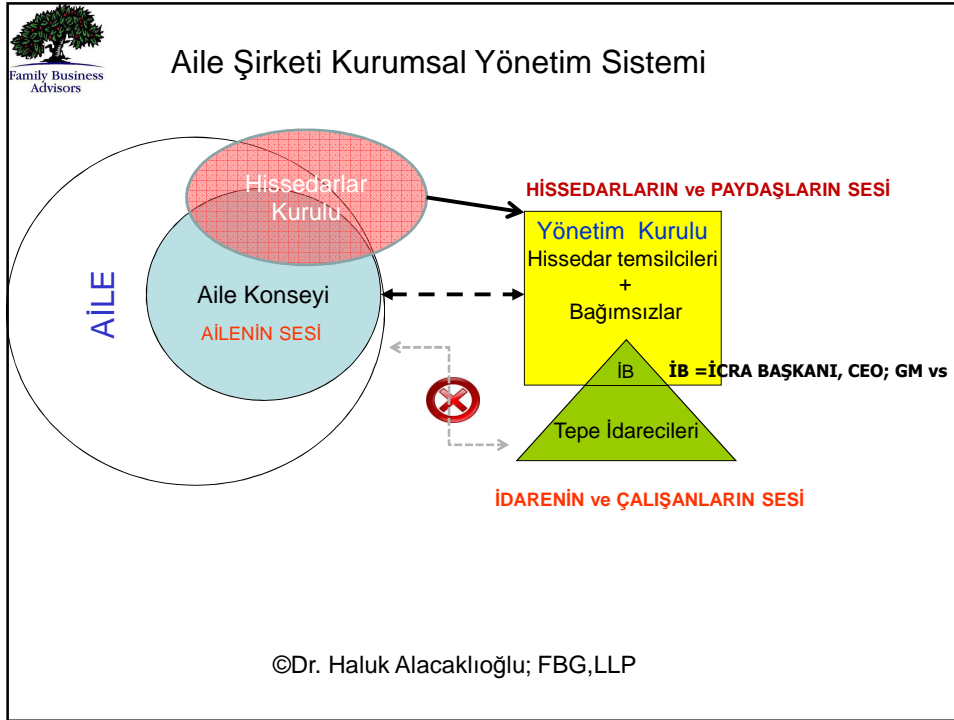 Family Business
Advisors
Aile Şirketi Kurumsal Yönetim Sistemi
Hissedarlar
Kurulu
HİSSEDARLARIN ve PAYDAŞLARIN SESİ
Yönetim Kurulu
Hissedar temsilcileri
+
Bağımsızlar
AİLE
Aile Konseyi
AİLENİN SESİ
İB
İB =İCRA BAŞKANI, CEO; GM vs
Tepe İdarecileri
İDARENİN ve ÇALIŞANLARIN SESİ
©Dr. Haluk Alacaklıoğlu; FBG,LLP